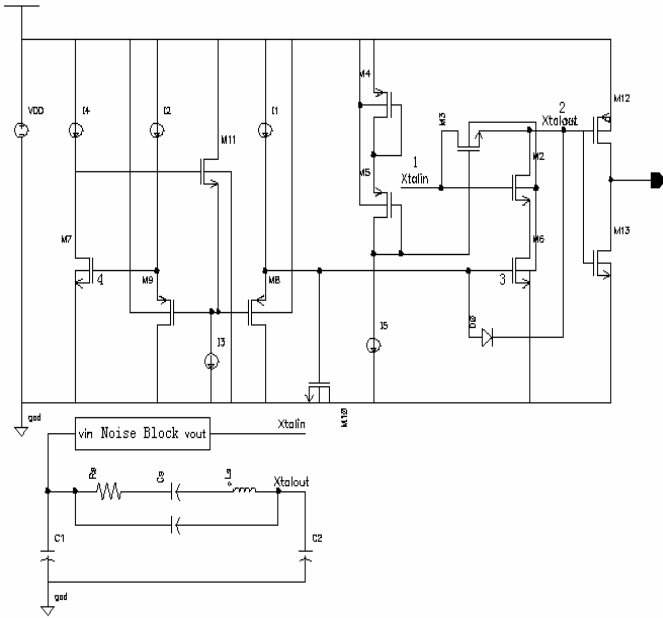 VDD
I4
I2
M11
I1
M4
M5
M3
1
Xtalin
2
Xtalout
M12
M2
M7
4
M9
M8
M6
3
M13
I3
I5
D0
M10
gnd
vin Noise Block vout
Xtalin
Rs
Cs
Ls
Xtalout
C1
C2
gnd